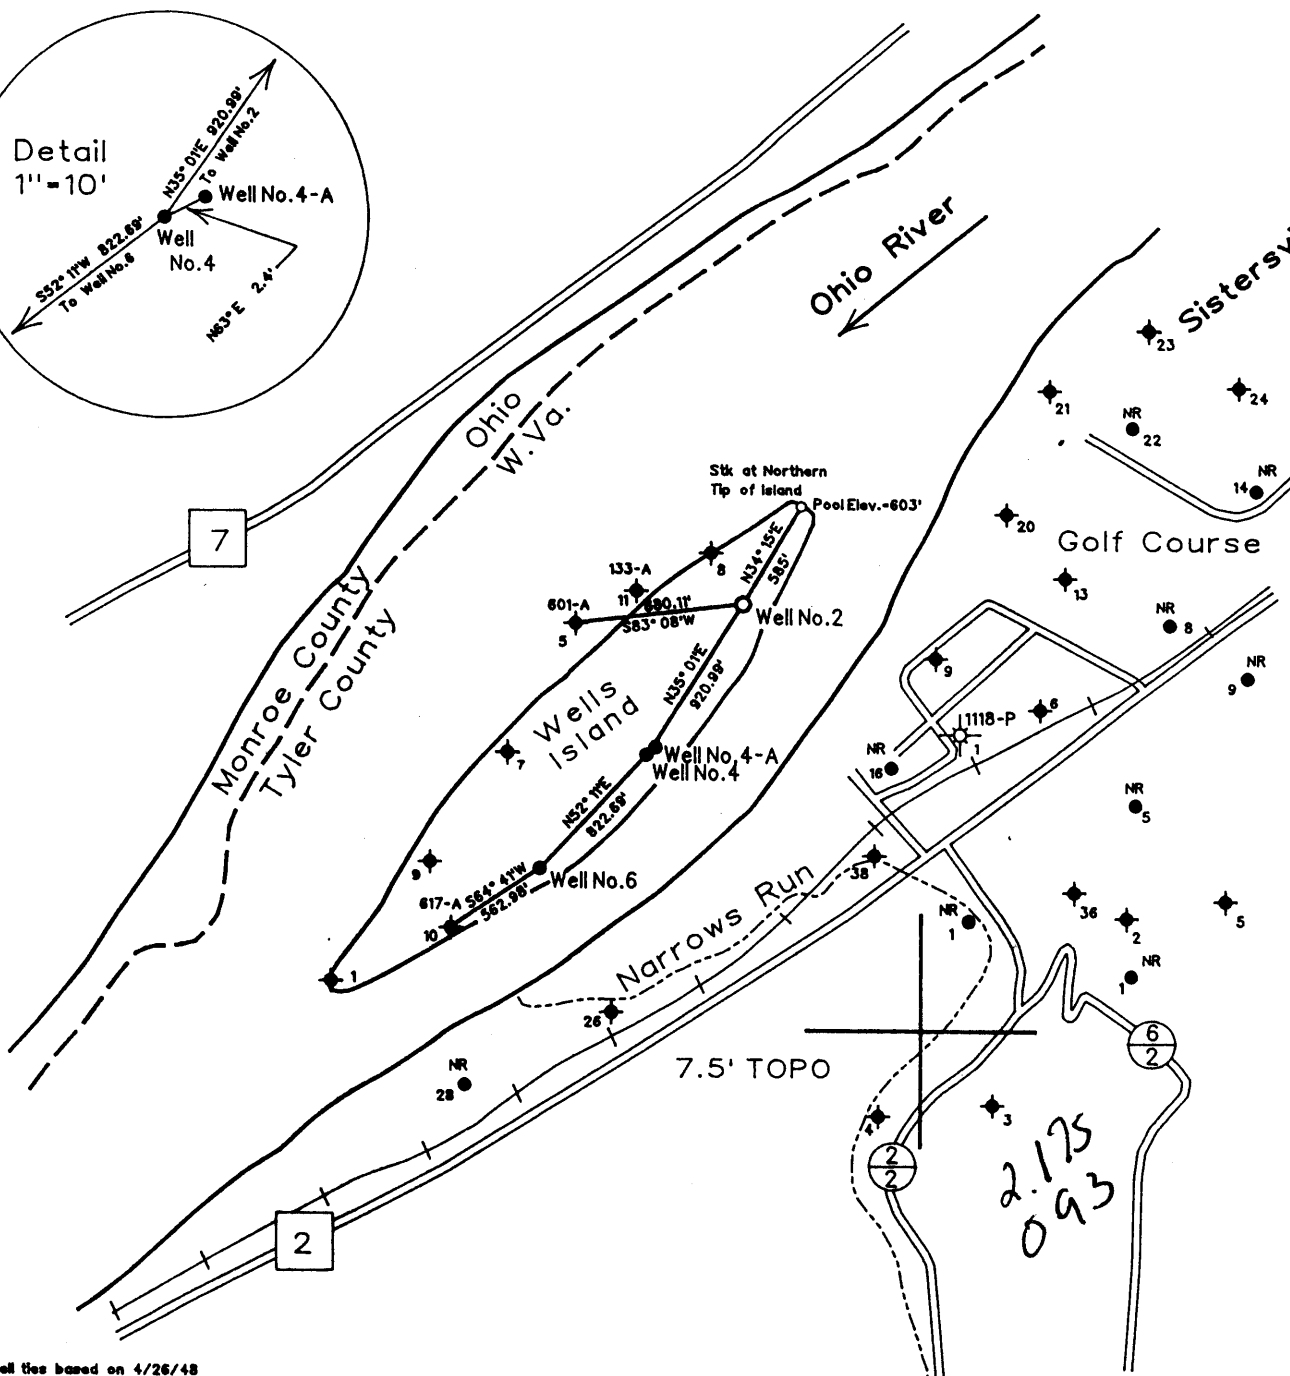 Detail
1"=10'
N35° 01'E 920.99'
To Well No.2
Well No.4-A
Well
No.4
S52° 11'W 822.69'
To Well No.6
N63° E 2.4'
Ohio River
23
21
24
NR
22
NR
14
20
Golf Course
13
NR
8
NR
9
Ohio
W.Va.
7
Stk at Northern
Tip of Island
Pool Elev.=603'
8
N34° 15'E
585'
133-A
11
601-A
5
S83° 08'W
Well No.2
Monroe County
Tyler County
Wells
Island
N35° 01'E
920.99'
7
Well No. 4-A
Well No.4
N52° 11'E
822.69'
9
Well No.6
617-A S64° 41'W
562.98'
10
1
9
6
1118-P
1
NR
16
NR
5
38
Narrows Run
NR
1
36
2
5
NR
1
26
NR
28
7.5' TOPO
6
2
4
3
2
2
2.175
093
2
ell ties based on 4/26/48